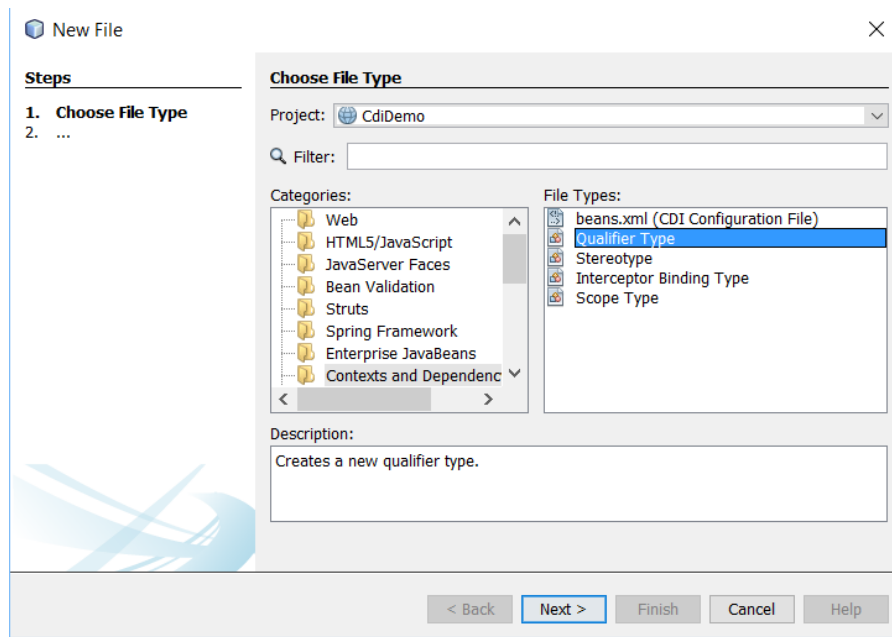 New File
Steps
1. Choose File Type
2. ...
Choose File Type
Project: CdiDemo
Filter:
Categories:
Web
HTML5/JavaScript
JavaServer Faces
Bean Validation
Struts
Spring Framework
Enterprise JavaBeans
Contexts and Dependenc
File Types:
beans.xml (CDI Configuration File)
Qualifier Type
Stereotype
Interceptor Binding Type
Scope Type
Description:
Creates a new qualifier type.
< Back Next > Finish Cancel Help